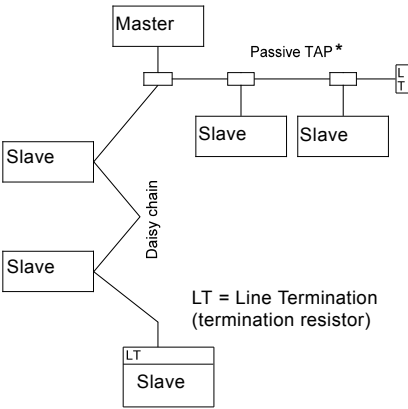 Master
Passive TAP*
L
T
Slave
Slave
Slave
Daisy chain
Slave
LT = Line Termination
(termination resistor)
LT
Slave